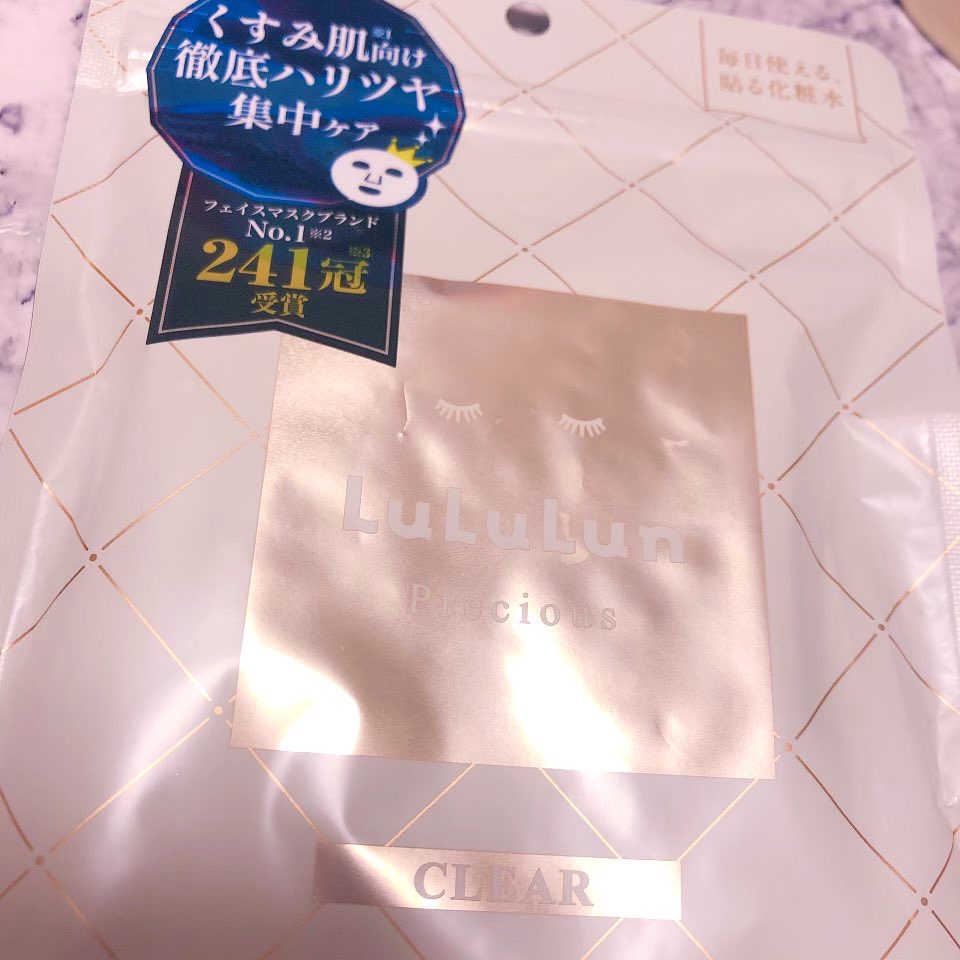 くすみ肌※1向け
徹底ハリツヤ
集中ケア
フェイスマスクブランド
No.1※2
241冠※3
受賞
毎日使える、
貼る化粧水
LuLuLun
Precious
CLEAR